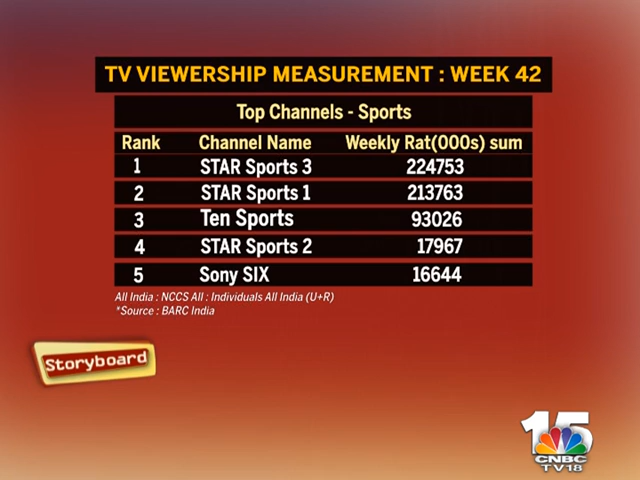 TV VIEWERSHIP MEASUREMENT : WEEK 42
Top Channels - Sports
Rank Channel Name Weekly Rat(000s) sum
1 STAR Sports 3 224753
2 STAR Sports 1 213763
3 Ten Sports 93026
4 STAR Sports 2 17967
5 Sony SIX 16644
All India : NCCS All : Individuals All India (U+R)
*Source : BARC India
Storyboard
15
CNBC
TV18